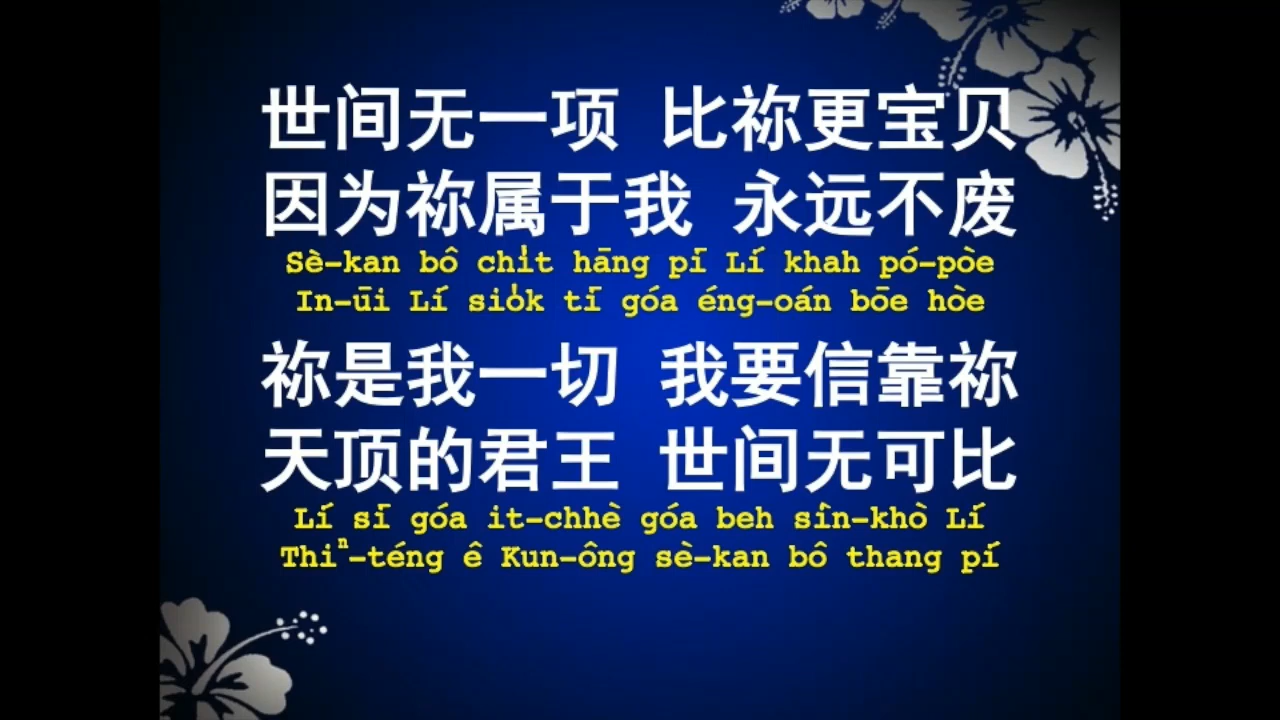 世间无一项 比祢更宝贝
因为祢属于我 永远不废
Sè-kan bô chi̍t hāng pī Lí khah pó-pòe
In-ūi Lí sio̍k tī góa éng-oán bōe hòe
祢是我一切 我要信靠祢
天顶的君王 世间无可比
Lí sī góa it-chhè góa beh sìn-khò Lí
Thiⁿ-téng ê Kun-ông sè-kan bô thang pí